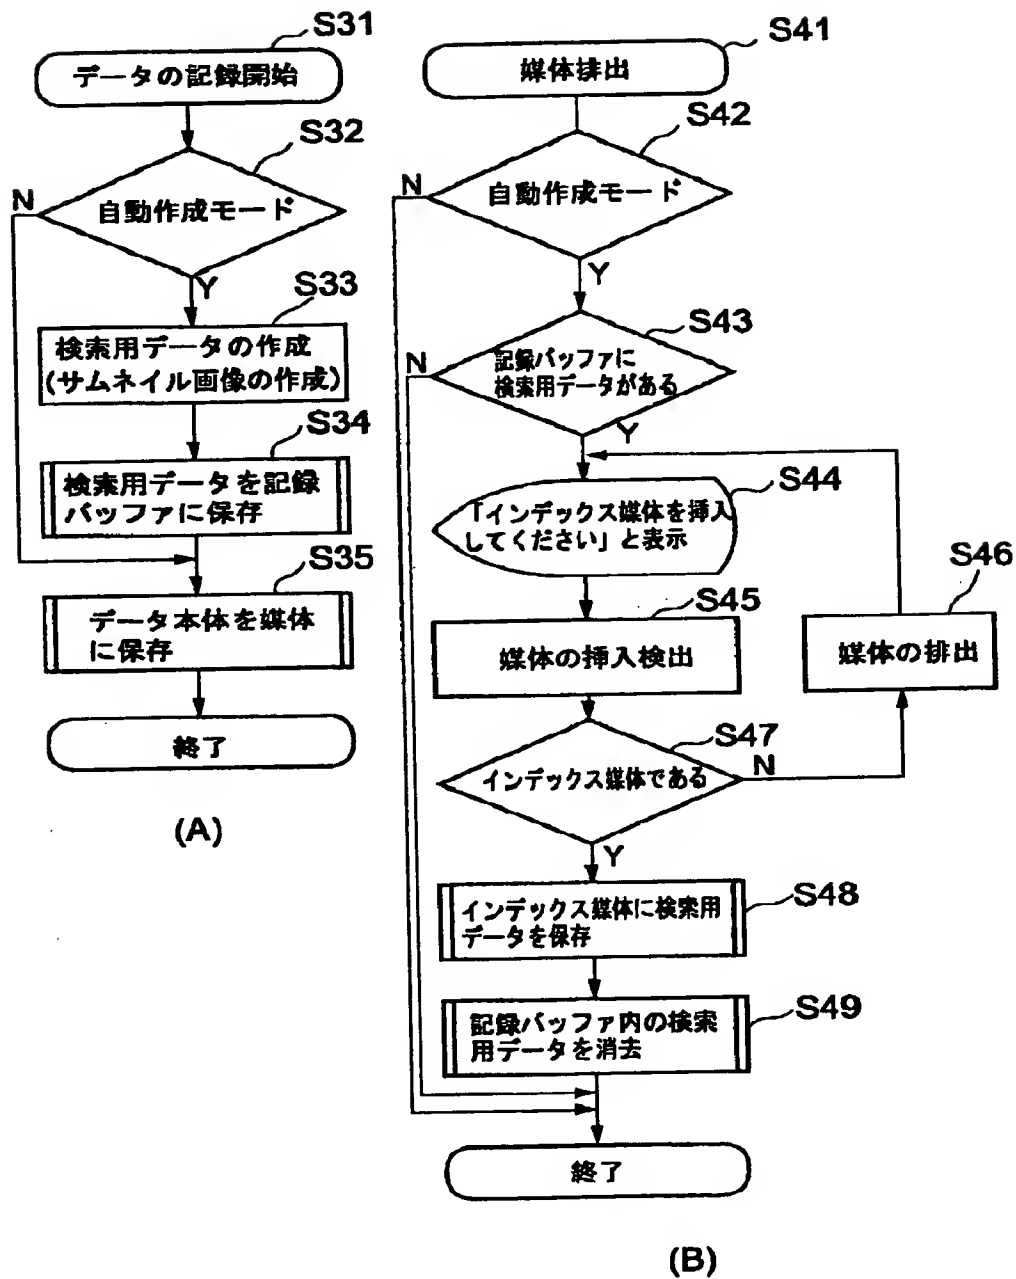 S31
データの記録開始
S32
N
自動作成モード
Y
S33
検索用データの作成
(サムネイル画像の作成)
S34
検索用データを記録
バッファに保存
S35
データ本体を媒体
に保存
終了
(A)
S41
媒体排出
S42
N
自動作成モード
Y
S43
N
記録バッファに
検索用データがある
Y
S44
「インデックス媒体を挿入
してください」と表示
S45
媒体の挿入検出
S46
媒体の排出
S47
インデックス媒体である
N
Y
S48
インデックス媒体に検索用
データを保存
S49
記録バッファ内の検索
用データを消去
終了
(B)